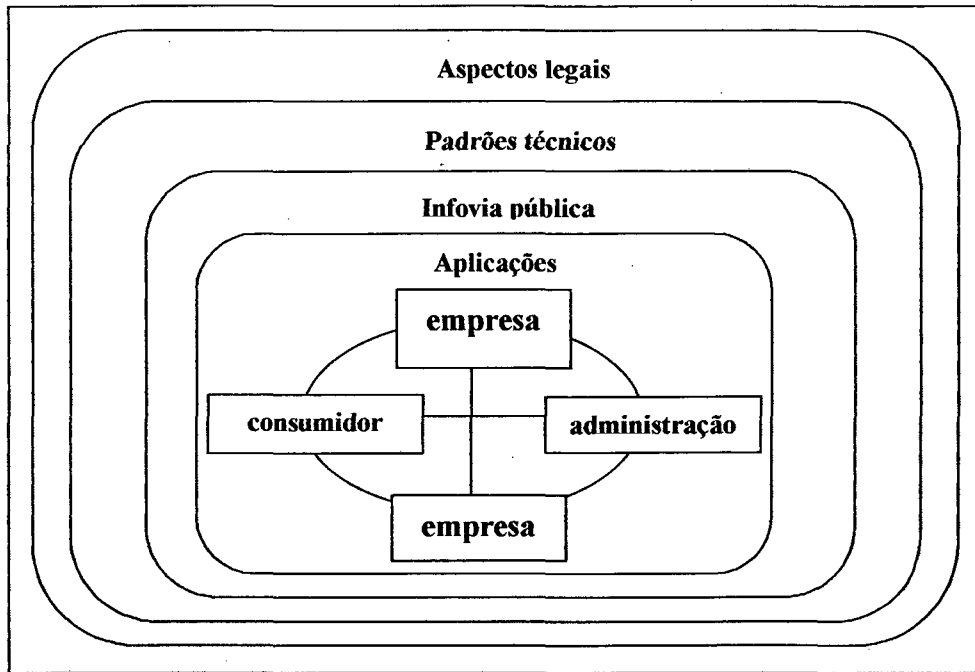 Aspectos legais
Padrões técnicos
Infovia pública
Aplicações
empresa
consumidor
administração
empresa